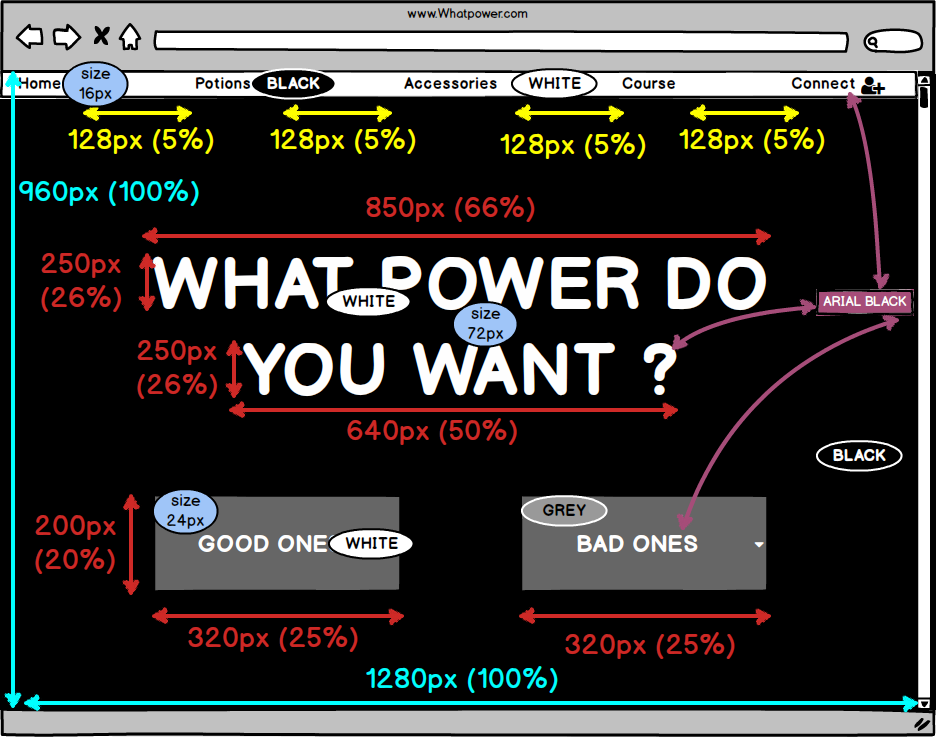 www.Whatpower.com
Home size 16px Potions BLACK Accessories WHITE Course Connect
128px (5%) 128px (5%) 128px (5%) 128px (5%)
960px (100%)
850px (66%)
250px (26%)
WHAT POWER DO
WHITE
ARIAL BLACK
size 72px
250px (26%)
YOU WANT ?
640px (50%)
BLACK
size 24px
GREY
200px (20%)
GOOD ONE WHITE
BAD ONES
320px (25%) 320px (25%)
1280px (100%)